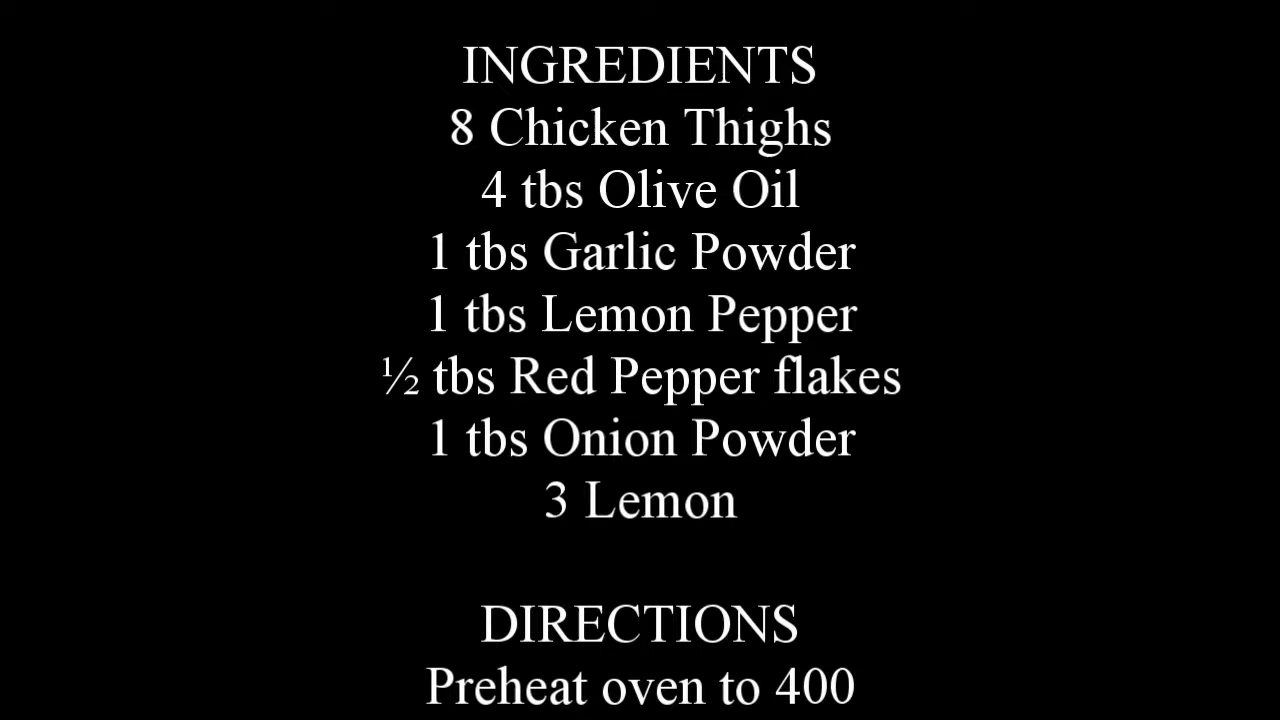 INGREDIENTS
8 Chicken Thighs
4 tbs Olive Oil
1 tbs Garlic Powder
1 tbs Lemon Pepper
½ tbs Red Pepper flakes
1 tbs Onion Powder
3 Lemon
DIRECTIONS
Preheat oven to 400